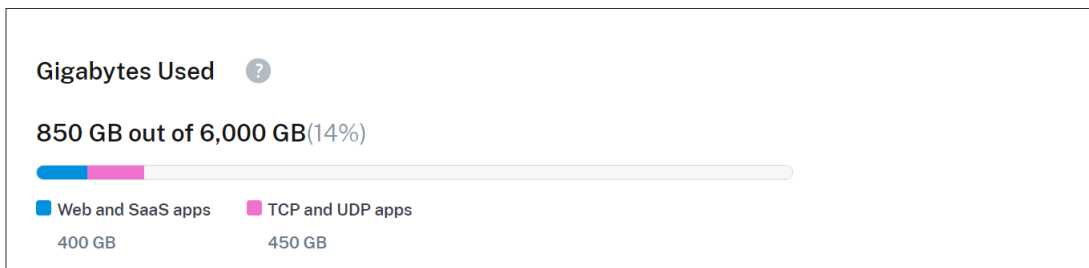 Gigabytes Used ?
850 GB out of 6,000 GB(14%)
Web and SaaS apps TCP and UDP apps
400 GB 450 GB